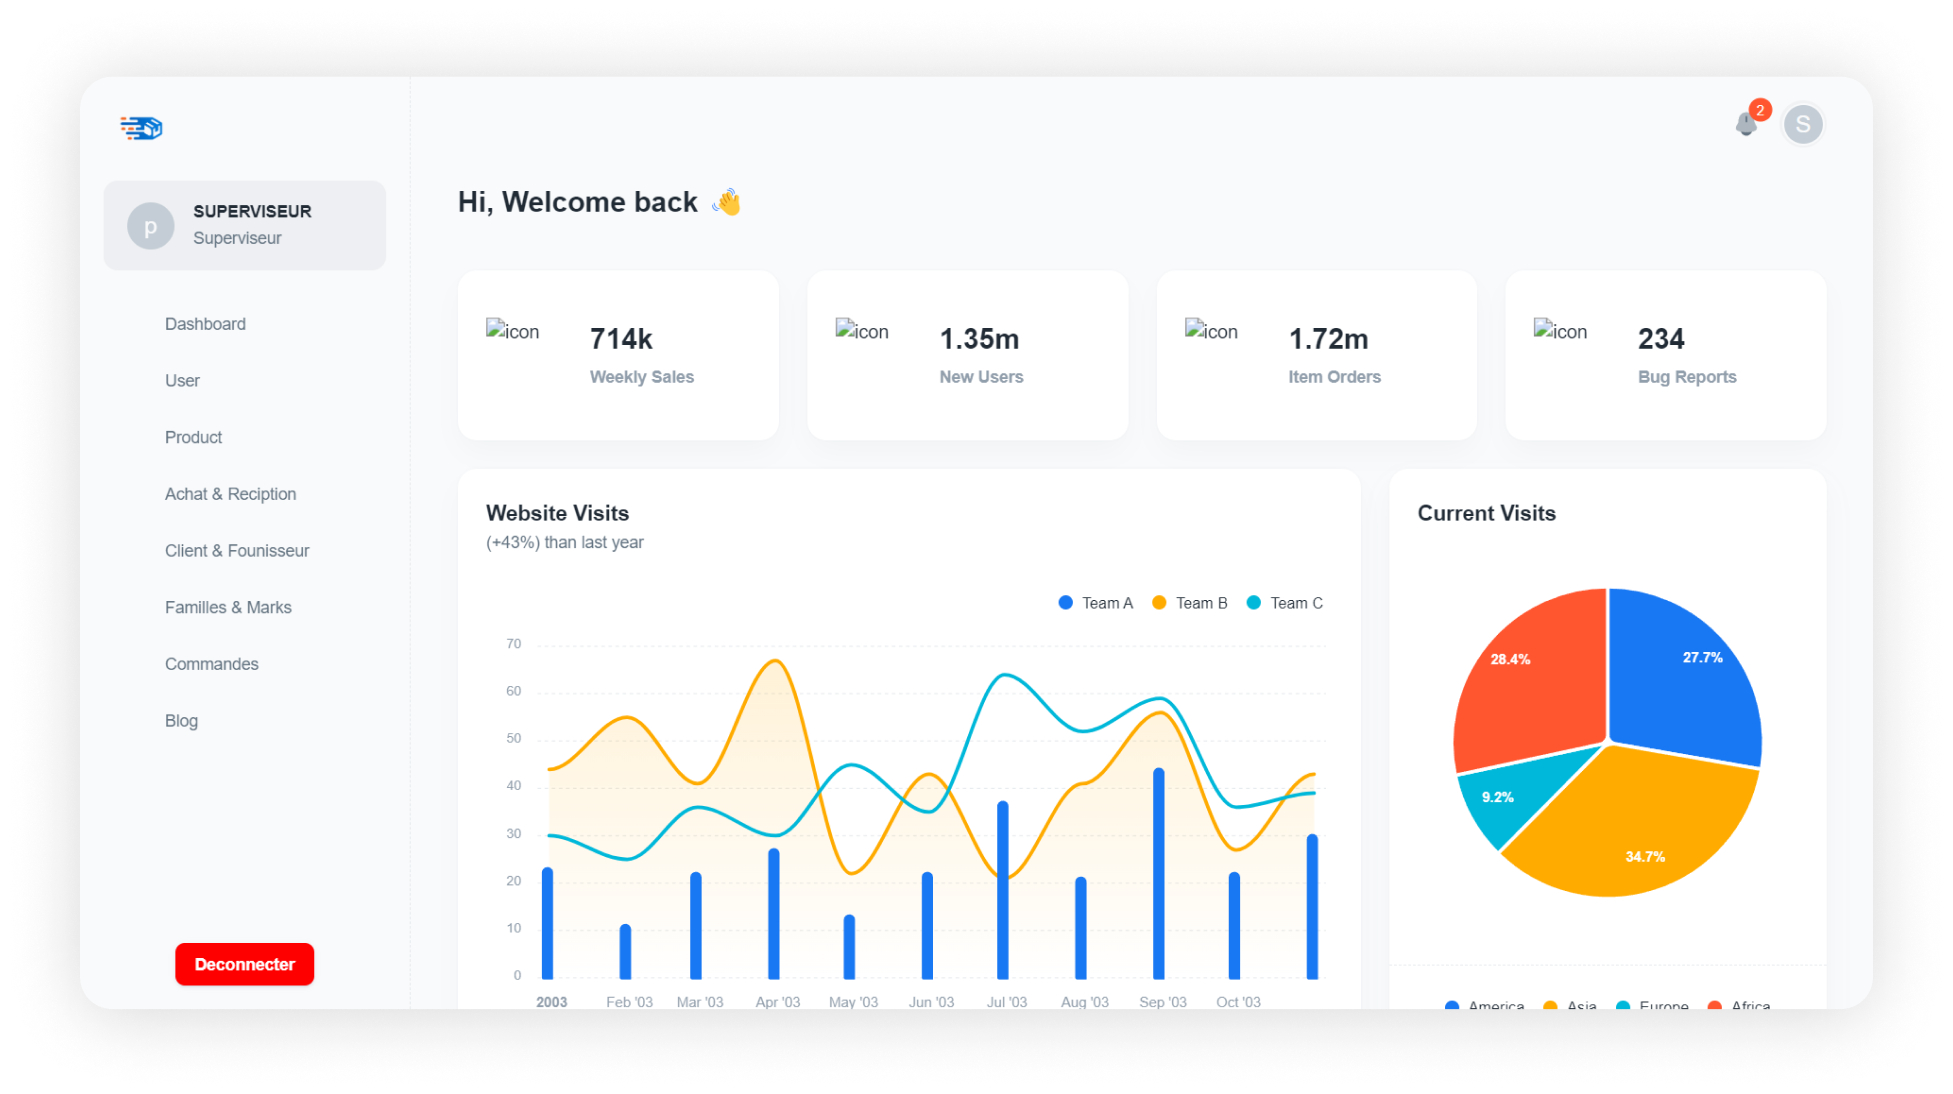 2
S
p
SUPERVISEUR
Superviseur
Dashboard
User
Product
Achat & Reciption
Client & Founisseur
Familles & Marks
Commandes
Blog
Deconnecter
Hi, Welcome back 👋
icon
714k
Weekly Sales
icon
1.35m
New Users
icon
1.72m
Item Orders
icon
234
Bug Reports
Website Visits
(+43%) than last year
Team A Team B Team C
70
60
50
40
30
20
10
0
2003 Feb '03 Mar '03 Apr '03 May '03 Jun '03 Jul '03 Aug '03 Sep '03 Oct '03
Current Visits
28.4%
27.7%
9.2%
34.7%
America Asia Europe Africa